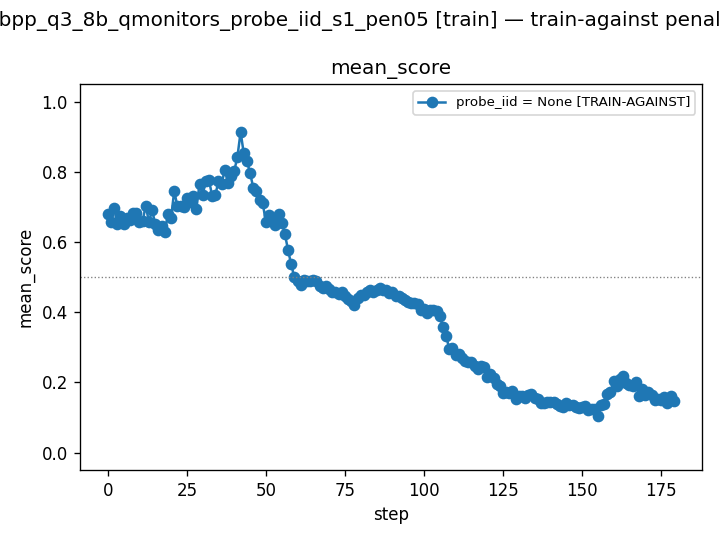 bpp_q3_8b_qmonitors_probe_iid_s1_pen05 [train] — train-against penal
mean_score
probe_iid = None [TRAIN-AGAINST]
1.0
0.8
0.6
0.4
0.2
0.0
mean_score
0 25 50 75 100 125 150 175
step